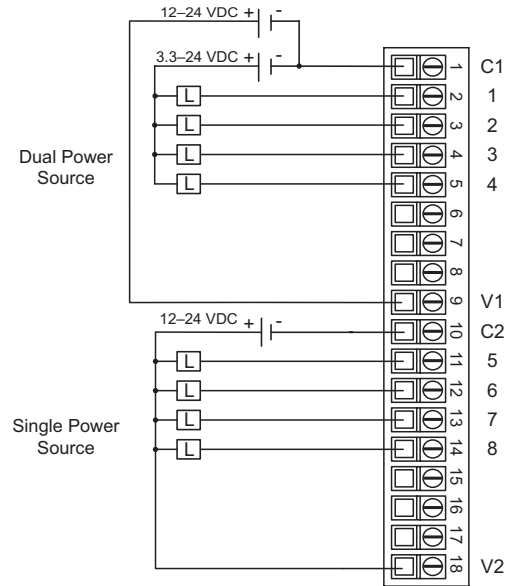 12–24 VDC + -
3.3–24 VDC + -
1 C1
L 2 1
L 3 2
Dual Power
Source
L 4 3
L 5 4
6
7
8
9 V1
12–24 VDC + -
10 C2
L 11 5
L 12 6
Single Power
Source
L 13 7
L 14 8
15
16
17
18 V2